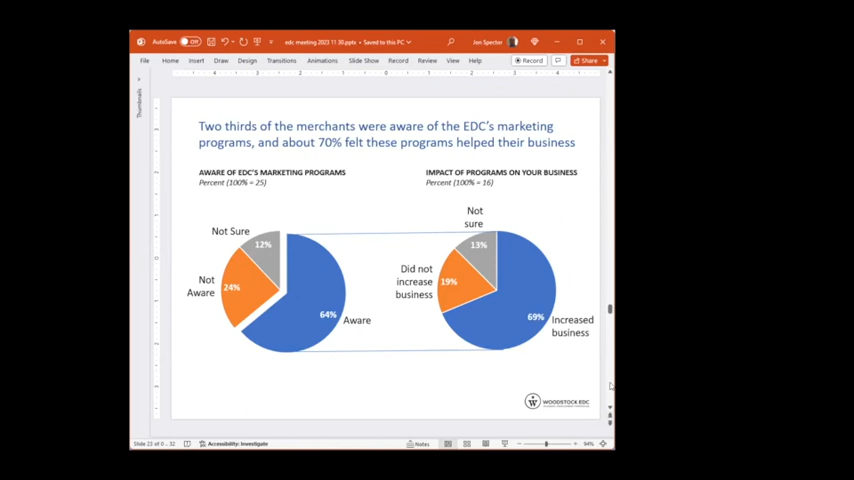 AutoSave Off
edc meeting 2023 11 30.pptx • Saved to this PC
Jon Spector
File Home Insert Draw Design Transitions Animations Slide Show Record Review View Help
Record Share
Thumbnails
Two thirds of the merchants were aware of the EDC's marketing
programs, and about 70% felt these programs helped their business
AWARE OF EDC'S MARKETING PROGRAMS
Percent (100% = 25)
Not Sure
12%
Not
Aware
24%
64%
Aware
IMPACT OF PROGRAMS ON YOUR BUSINESS
Percent (100% = 16)
Not
sure
13%
Did not
increase
business
19%
69%
Increased
business
WOODSTOCK EDC
Slide 23 of 32
Accessibility: Investigate
Notes
94%